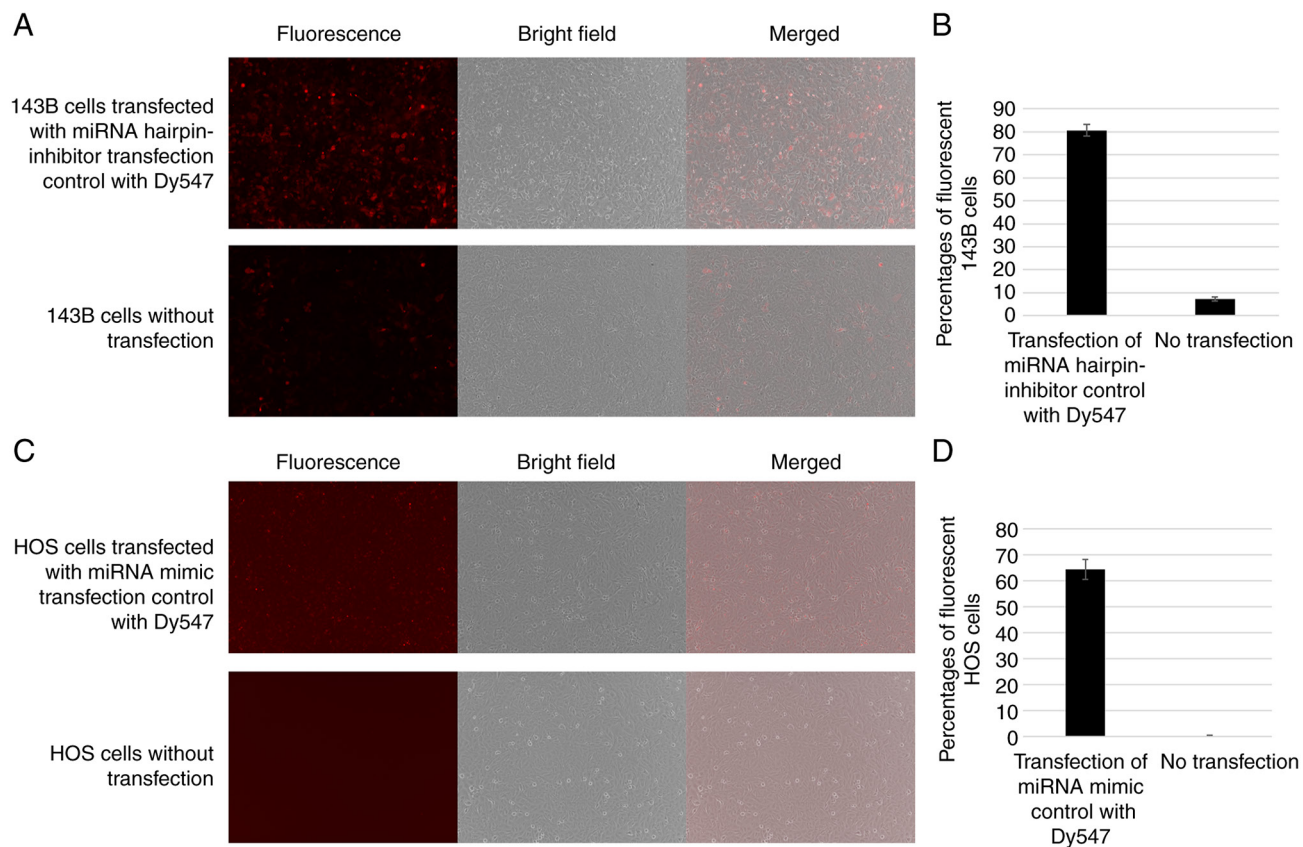 A
Fluorescence
Bright field
Merged
143B cells transfected
with miRNA hairpin-
inhibitor transfection
control with Dy547
143B cells without
transfection
B
Percentages of fluorescent
143B cells
90
80
70
60
50
40
30
20
10
0
Transfection of
miRNA hairpin-
inhibitor control
with Dy547
No transfection
C
Fluorescence
Bright field
Merged
HOS cells transfected
with miRNA mimic
transfection control
with Dy547
HOS cells without
transfection
D
Percentages of fluorescent
HOS cells
80
70
60
50
40
30
20
10
0
Transfection of
miRNA mimic
control with
Dy547
No transfection